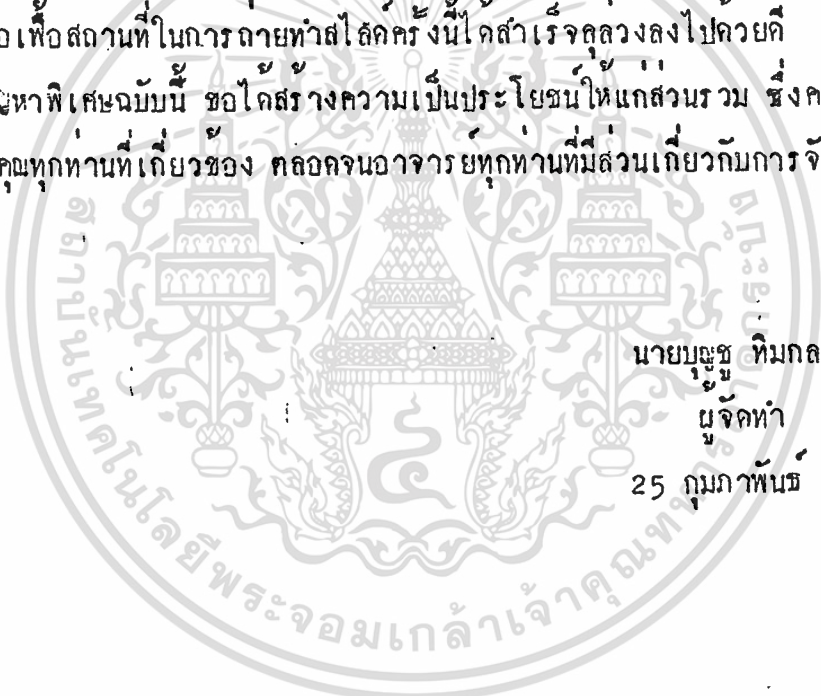 อเพื้อสถานที่ในการถ่ายทำสไลด์ครั้งนี้ได้สำเร็จลุลวงลงไปด้วยดี
ญหาพิเศษฉบับนี้ ขอได้สร้างความเป็นประโยชน์ให้แก่ส่วนรวม ซึ่งค
คุณทุกท่านที่เกี่ยวข้อง ตลอดจนอาจารย์ทุกท่านที่มีส่วนเกี่ยวกับการจั
นายบุญชู ทิมกล
ผู้จัดทำ
25 กุมภาพันธ์
สถาบันเทคโนโลยีพระจอมเกล้าเจ้าคุณทหาร